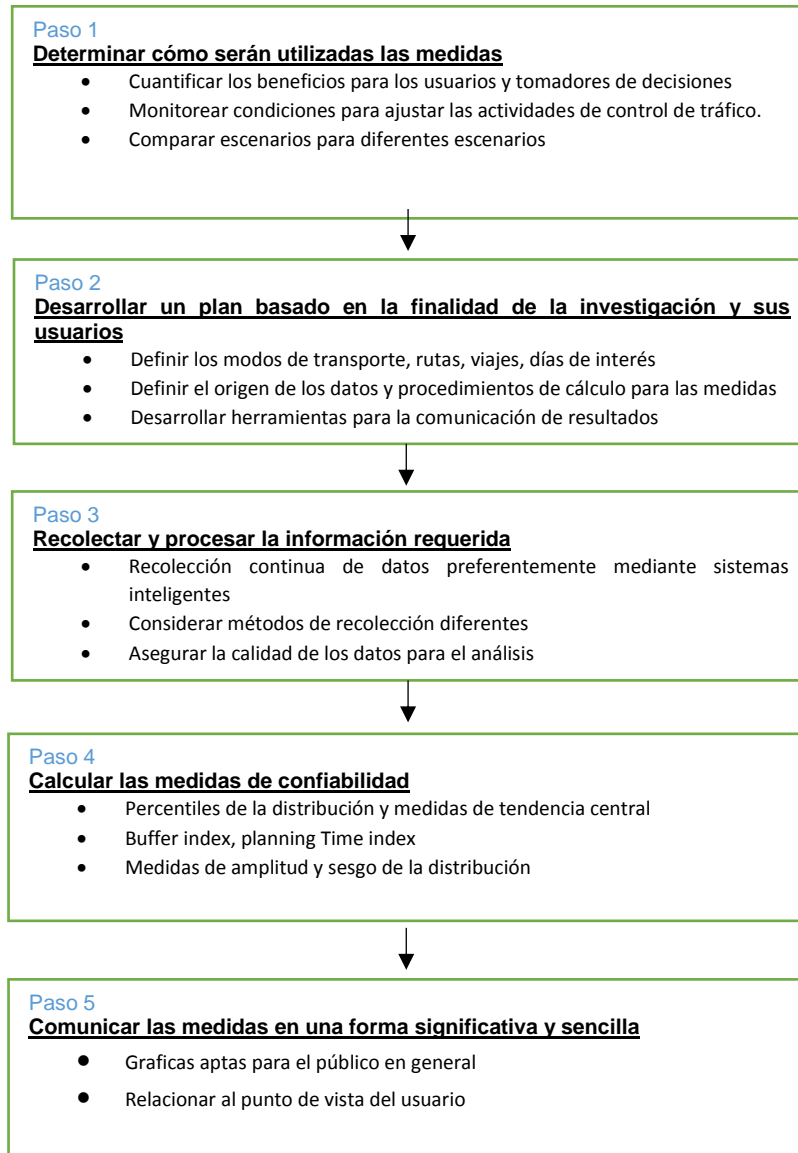 Paso 1
Determinar cómo serán utilizadas las medidas
• Cuantificar los beneficios para los usuarios y tomadores de decisiones
• Monitorear condiciones para ajustar las actividades de control de tráfico.
• Comparar escenarios para diferentes escenarios
Paso 2
Desarrollar un plan basado en la finalidad de la investigación y sus
usuarios
• Definir los modos de transporte, rutas, viajes, días de interés
• Definir el origen de los datos y procedimientos de cálculo para las medidas
• Desarrollar herramientas para la comunicación de resultados
Paso 3
Recolectar y procesar la información requerida
• Recolección continua de datos preferentemente mediante sistemas
inteligentes
• Considerar métodos de recolección diferentes
• Asegurar la calidad de los datos para el análisis
Paso 4
Calcular las medidas de confiabilidad
• Percentiles de la distribución y medidas de tendencia central
• Buffer index, planning Time index
• Medidas de amplitud y sesgo de la distribución
Paso 5
Comunicar las medidas en una forma significativa y sencilla
• Graficas aptas para el público en general
• Relacionar al punto de vista del usuario